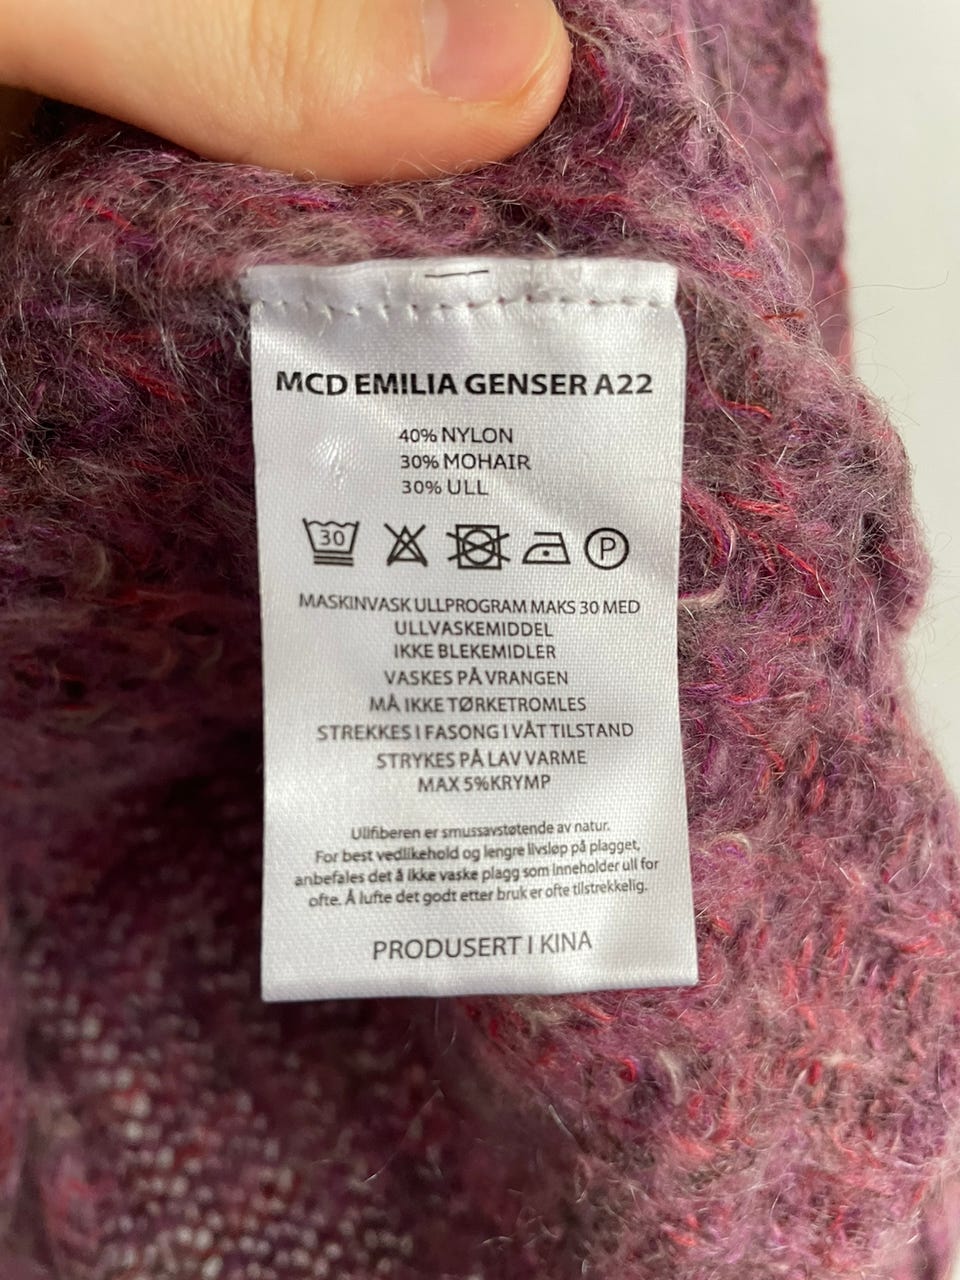 MCD EMILIA GENSER A22
40% NYLON
30% MOHAIR
30% ULL
30 P
MASKINVASK ULLPROGRAM MAKS 30 MED
ULLVASKEMIDDEL
IKKE BLEKEMIDLER
VASKES PÅ VRANGEN
MÅ IKKE TØRKETROMLES
STREKKES I FASONG I VÅT TILSTAND
STRYKES PÅ LAV VARME
MAX 5%KRYMP
Ullfiberen er smussavstøtende av natur.
For best vedlikehold og lengre livsløp på plagget,
anbefales det å ikke vaske plagg som inneholder ull for
ofte. Å lufte det godt etter bruk er ofte tilstrekkelig.
PRODUSERT I KINA